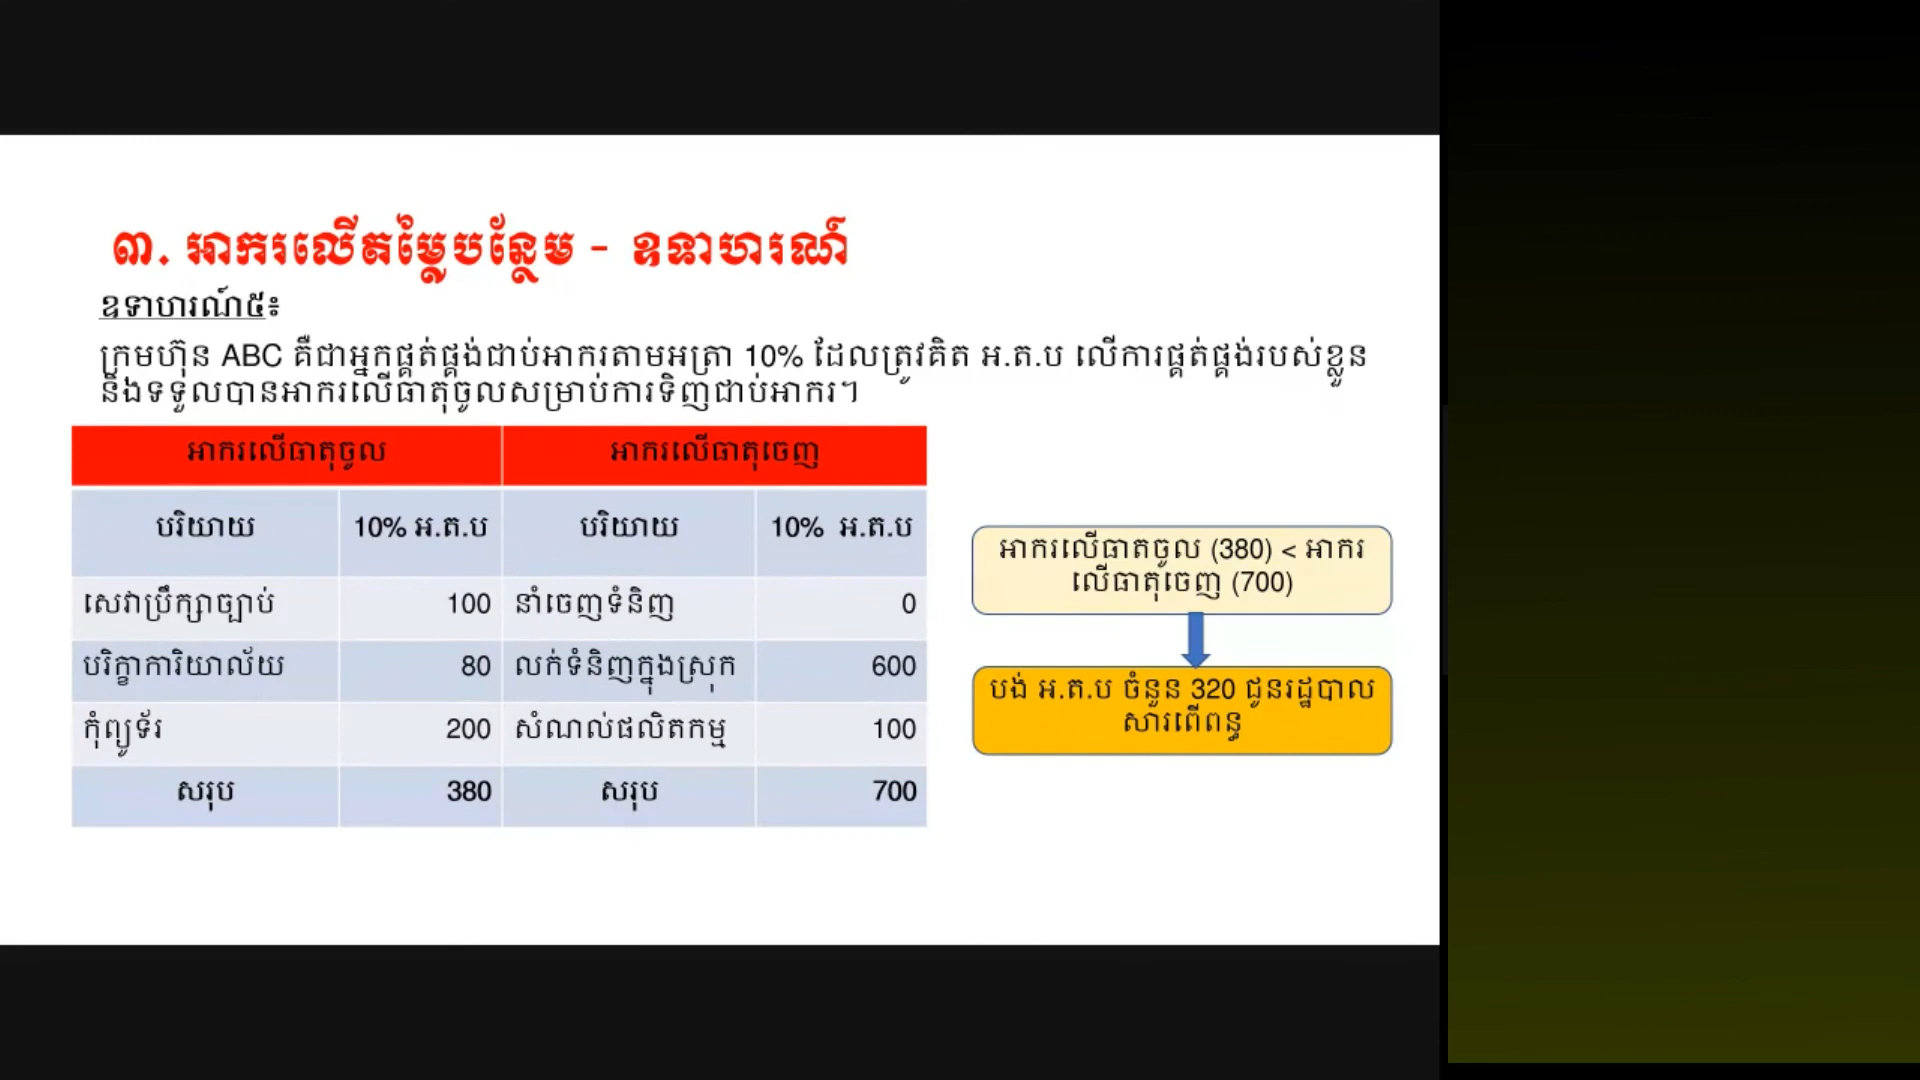 ៣. អាករលើតម្លៃបន្ថែម - ឧទាហរណ៍
ឧទាហរណ៍៥៖
ក្រុមហ៊ុន ABC គឺជាអ្នកផ្គត់ផ្គង់ជាប់អាករតាមអត្រា 10% ដែលត្រូវគិត អ.ត.ប លើការផ្គត់ផ្គង់របស់ខ្លួន
និងទទួលបានអាករលើធាតុចូលសម្រាប់ការទិញជាប់អាករ។
អាករលើធាតុចូល អាករលើធាតុចេញ
បរិយាយ 10% អ.ត.ប បរិយាយ 10% អ.ត.ប
សេវាប្រឹក្សាច្បាប់ 100 នាំចេញទំនិញ 0
បរិក្ខាការិយាល័យ 80 លក់ទំនិញក្នុងស្រុក 600
កុំព្យូទ័រ 200 សំណល់ផលិតកម្ម 100
សរុប 380 សរុប 700
អាករលើធាតចូល (380) < អាករ
លើធាតុចេញ (700)
បង់ អ.ត.ប ចំនួន 320 ជូនរដ្ឋបាល
សារពើពន្ធ